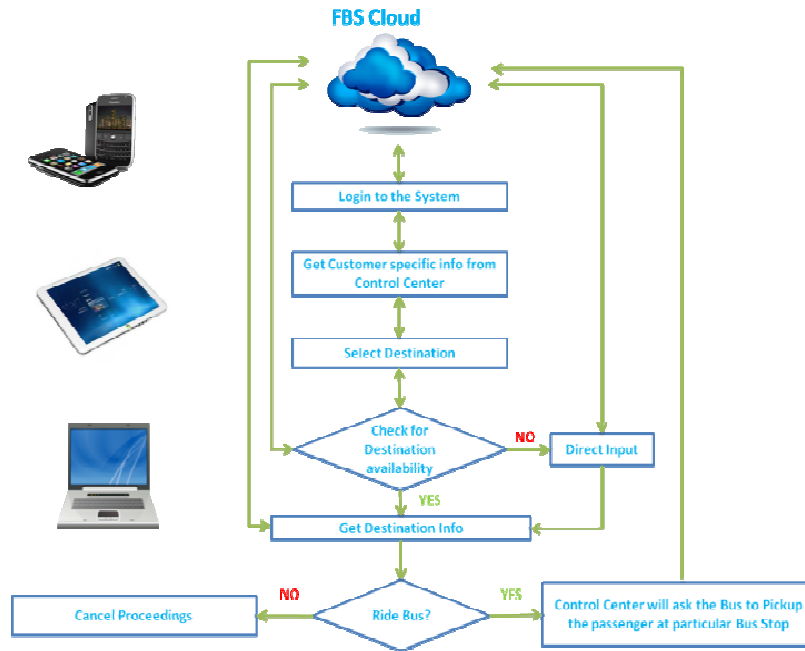 FBS Cloud
Login to the System
Get Customer specific info from
Control Center
Select Destination
Check for
Destination
availability
NO
Direct Input
YES
Get Destination Info
NO
YES
Cancel Proceedings
Ride Bus?
Control Center will ask the Bus to Pickup
the passenger at particular Bus Stop